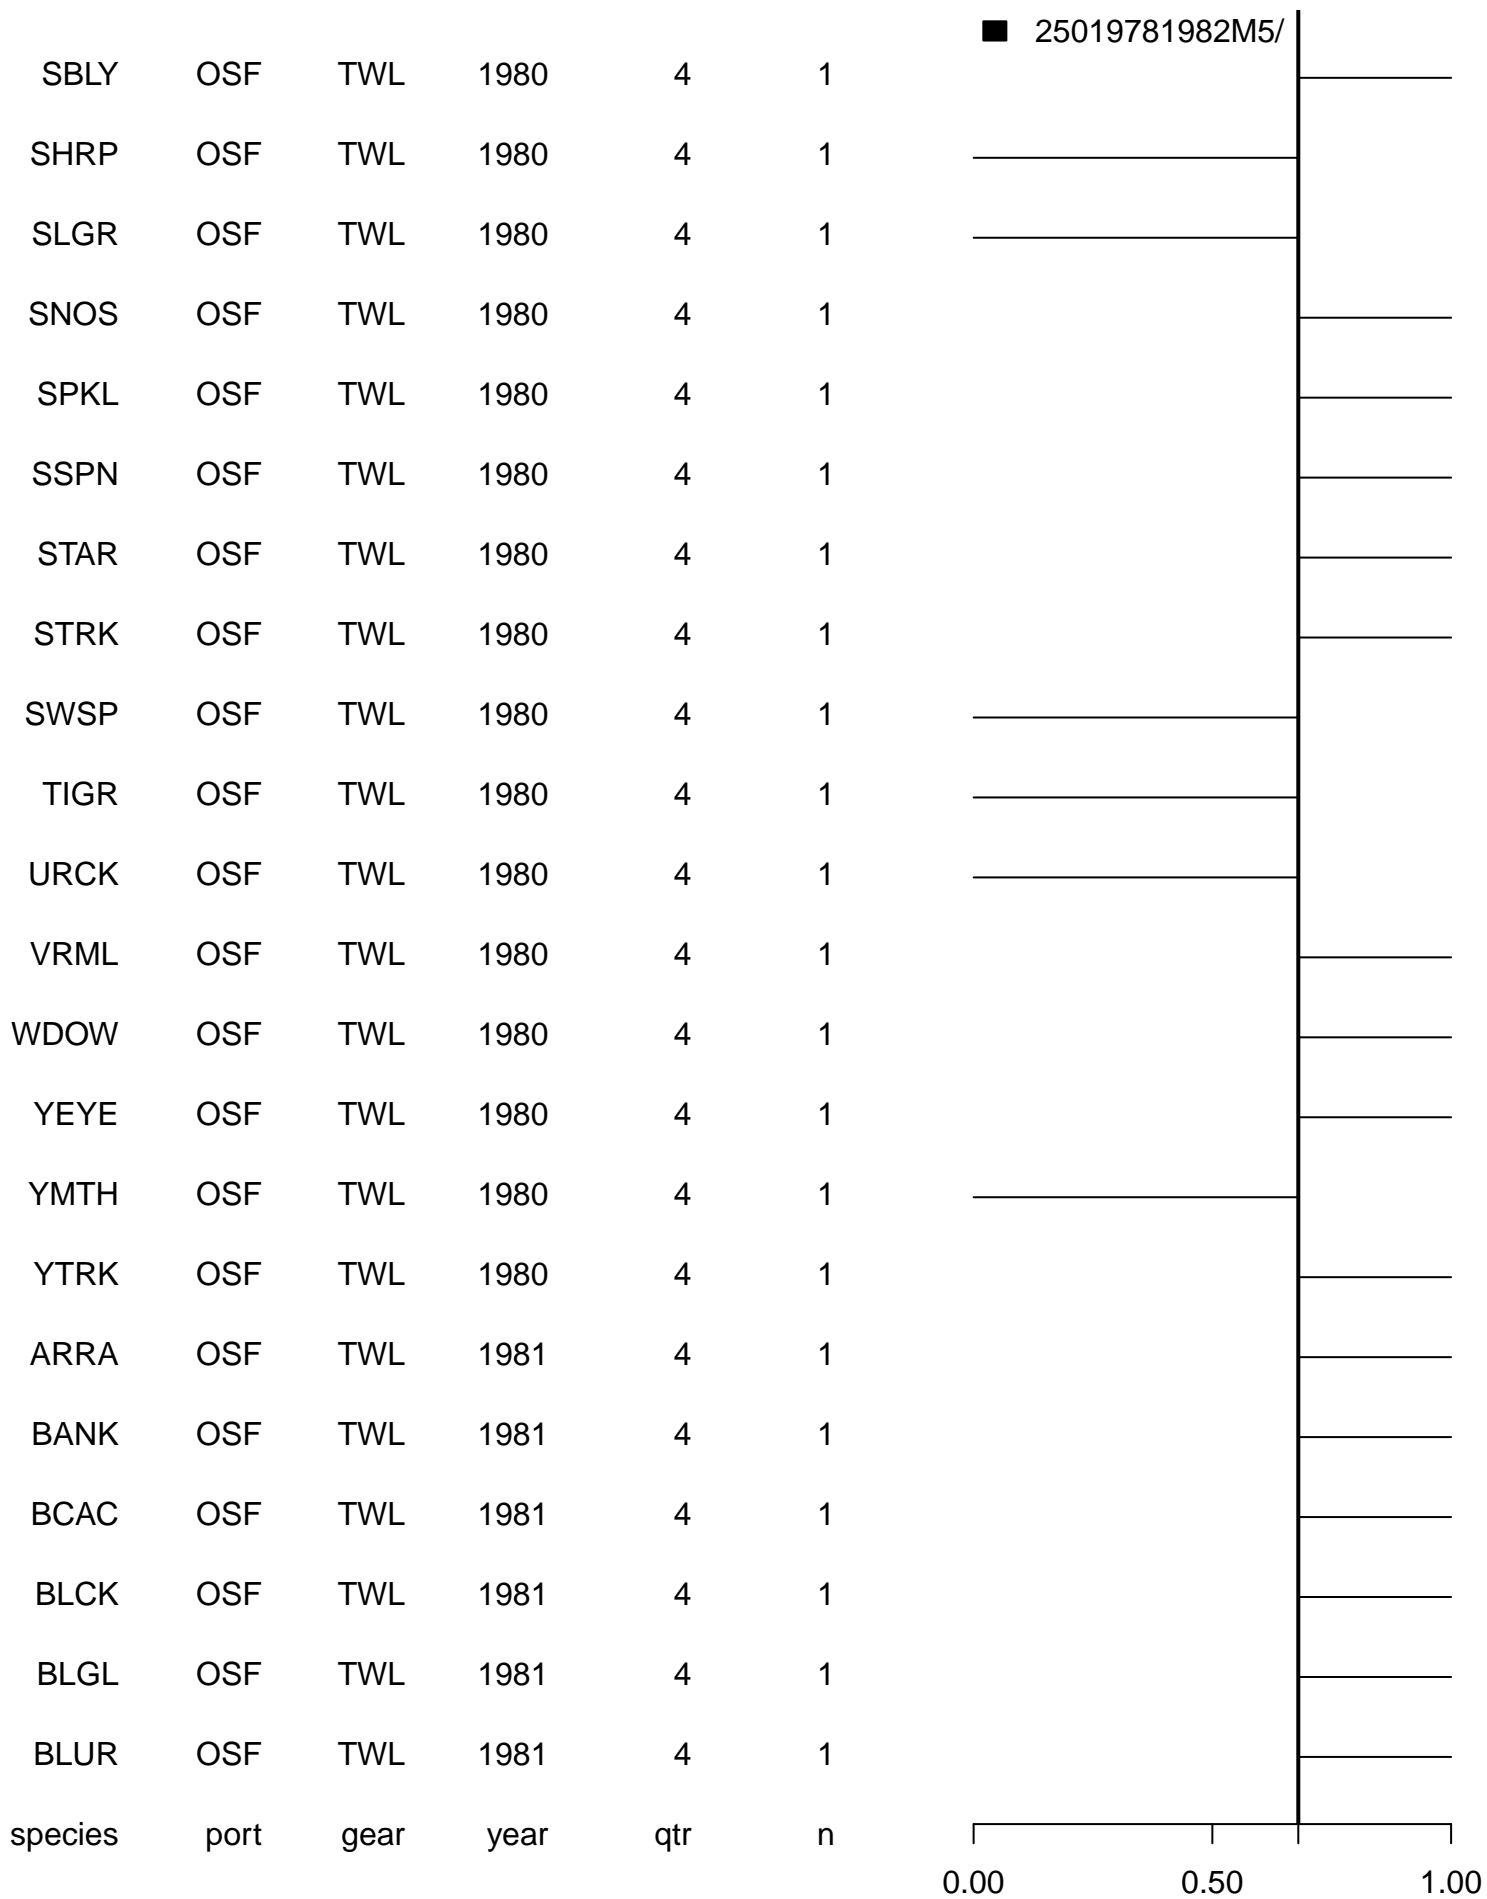 25019781982M5/
SBLY OSF TWL 1980 4 1
SHRP OSF TWL 1980 4 1
SLGR OSF TWL 1980 4 1
SNOS OSF TWL 1980 4 1
SPKL OSF TWL 1980 4 1
SSPN OSF TWL 1980 4 1
STAR OSF TWL 1980 4 1
STRK OSF TWL 1980 4 1
SWSP OSF TWL 1980 4 1
TIGR OSF TWL 1980 4 1
URCK OSF TWL 1980 4 1
VRML OSF TWL 1980 4 1
WDOW OSF TWL 1980 4 1
YEYE OSF TWL 1980 4 1
YMTH OSF TWL 1980 4 1
YTRK OSF TWL 1980 4 1
ARRA OSF TWL 1981 4 1
BANK OSF TWL 1981 4 1
BCAC OSF TWL 1981 4 1
BLCK OSF TWL 1981 4 1
BLGL OSF TWL 1981 4 1
BLUR OSF TWL 1981 4 1
species port gear year qtr n
0.00 0.50 1.00